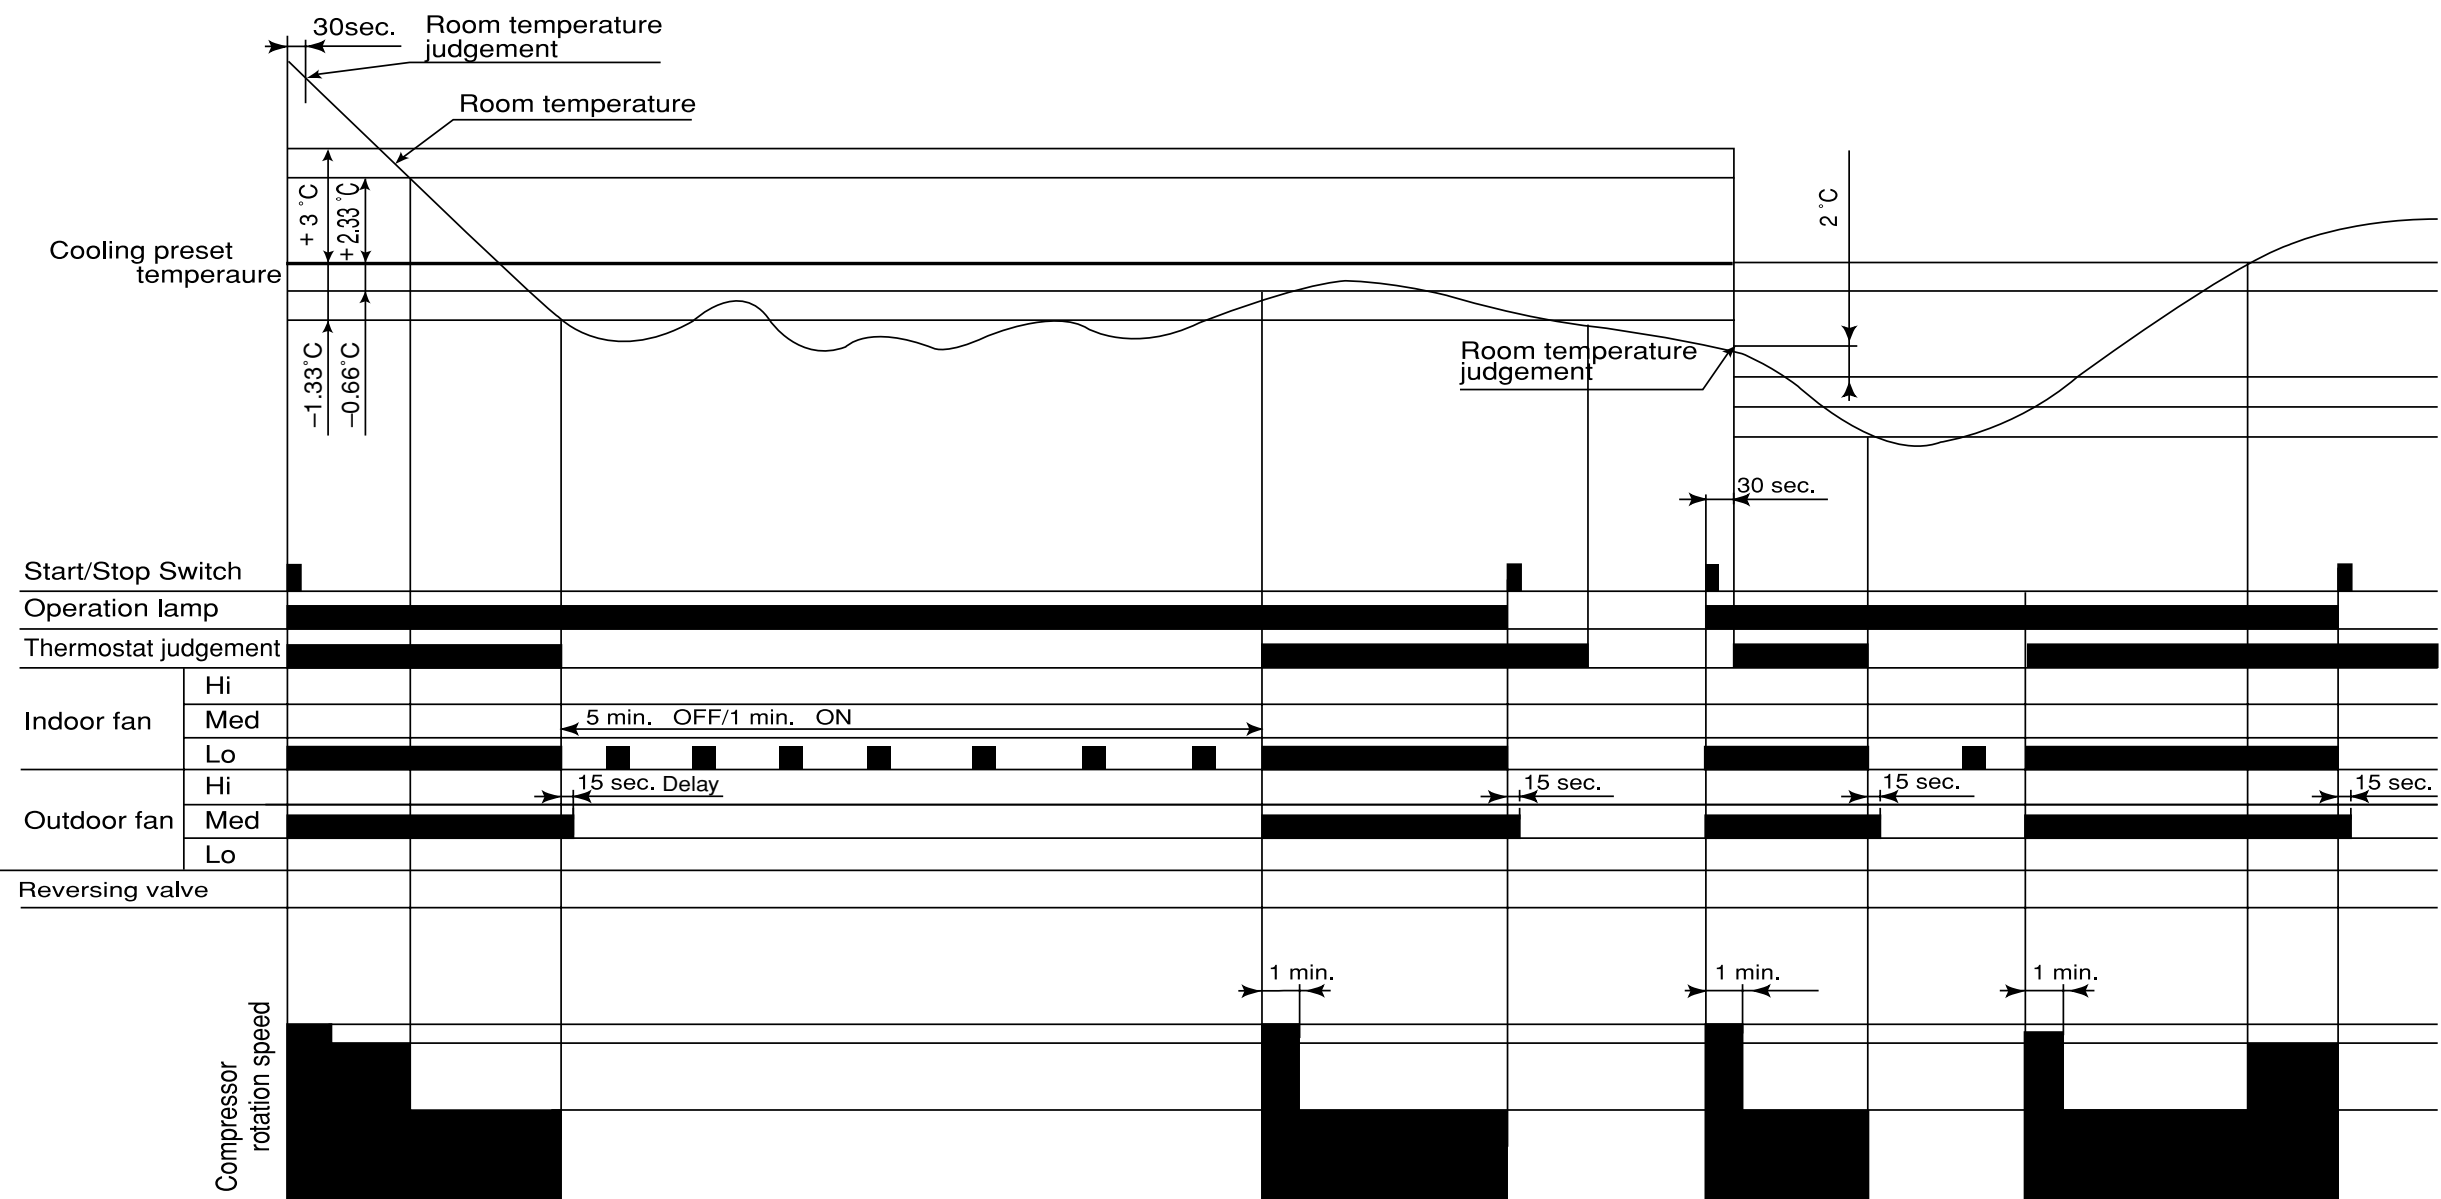 30sec.
Room temperature
judgement
Room temperature
+ 3 ˚C
+2.33 ˚C
2 ˚C
Cooling preset
temperaure
−1.33˚C
−0.66˚C
Room temperature
judgement
30 sec.
Start/Stop Switch
Operation lamp
Thermostat judgement
Indoor fan
Hi
Med
5 min. OFF/1 min. ON
Lo
Outdoor fan
Hi
15 sec. Delay
15 sec.
15 sec.
15 sec.
Med
Lo
Reversing valve
1 min.
1 min.
1 min.
Compressor
rotation speed